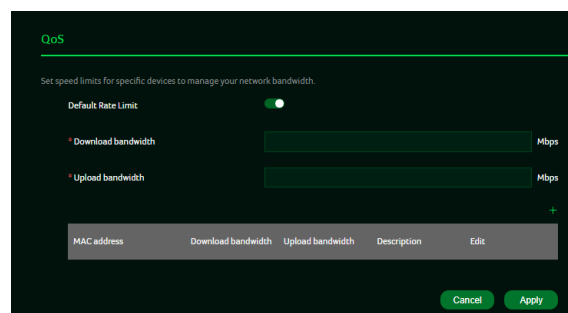 QoS
Set speed limits for specific devices to manage your network bandwidth.
Default Rate Limit
* Download bandwidth Mbps
* Upload bandwidth Mbps
+
MAC address Download bandwidth Upload bandwidth Description Edit
Cancel Apply